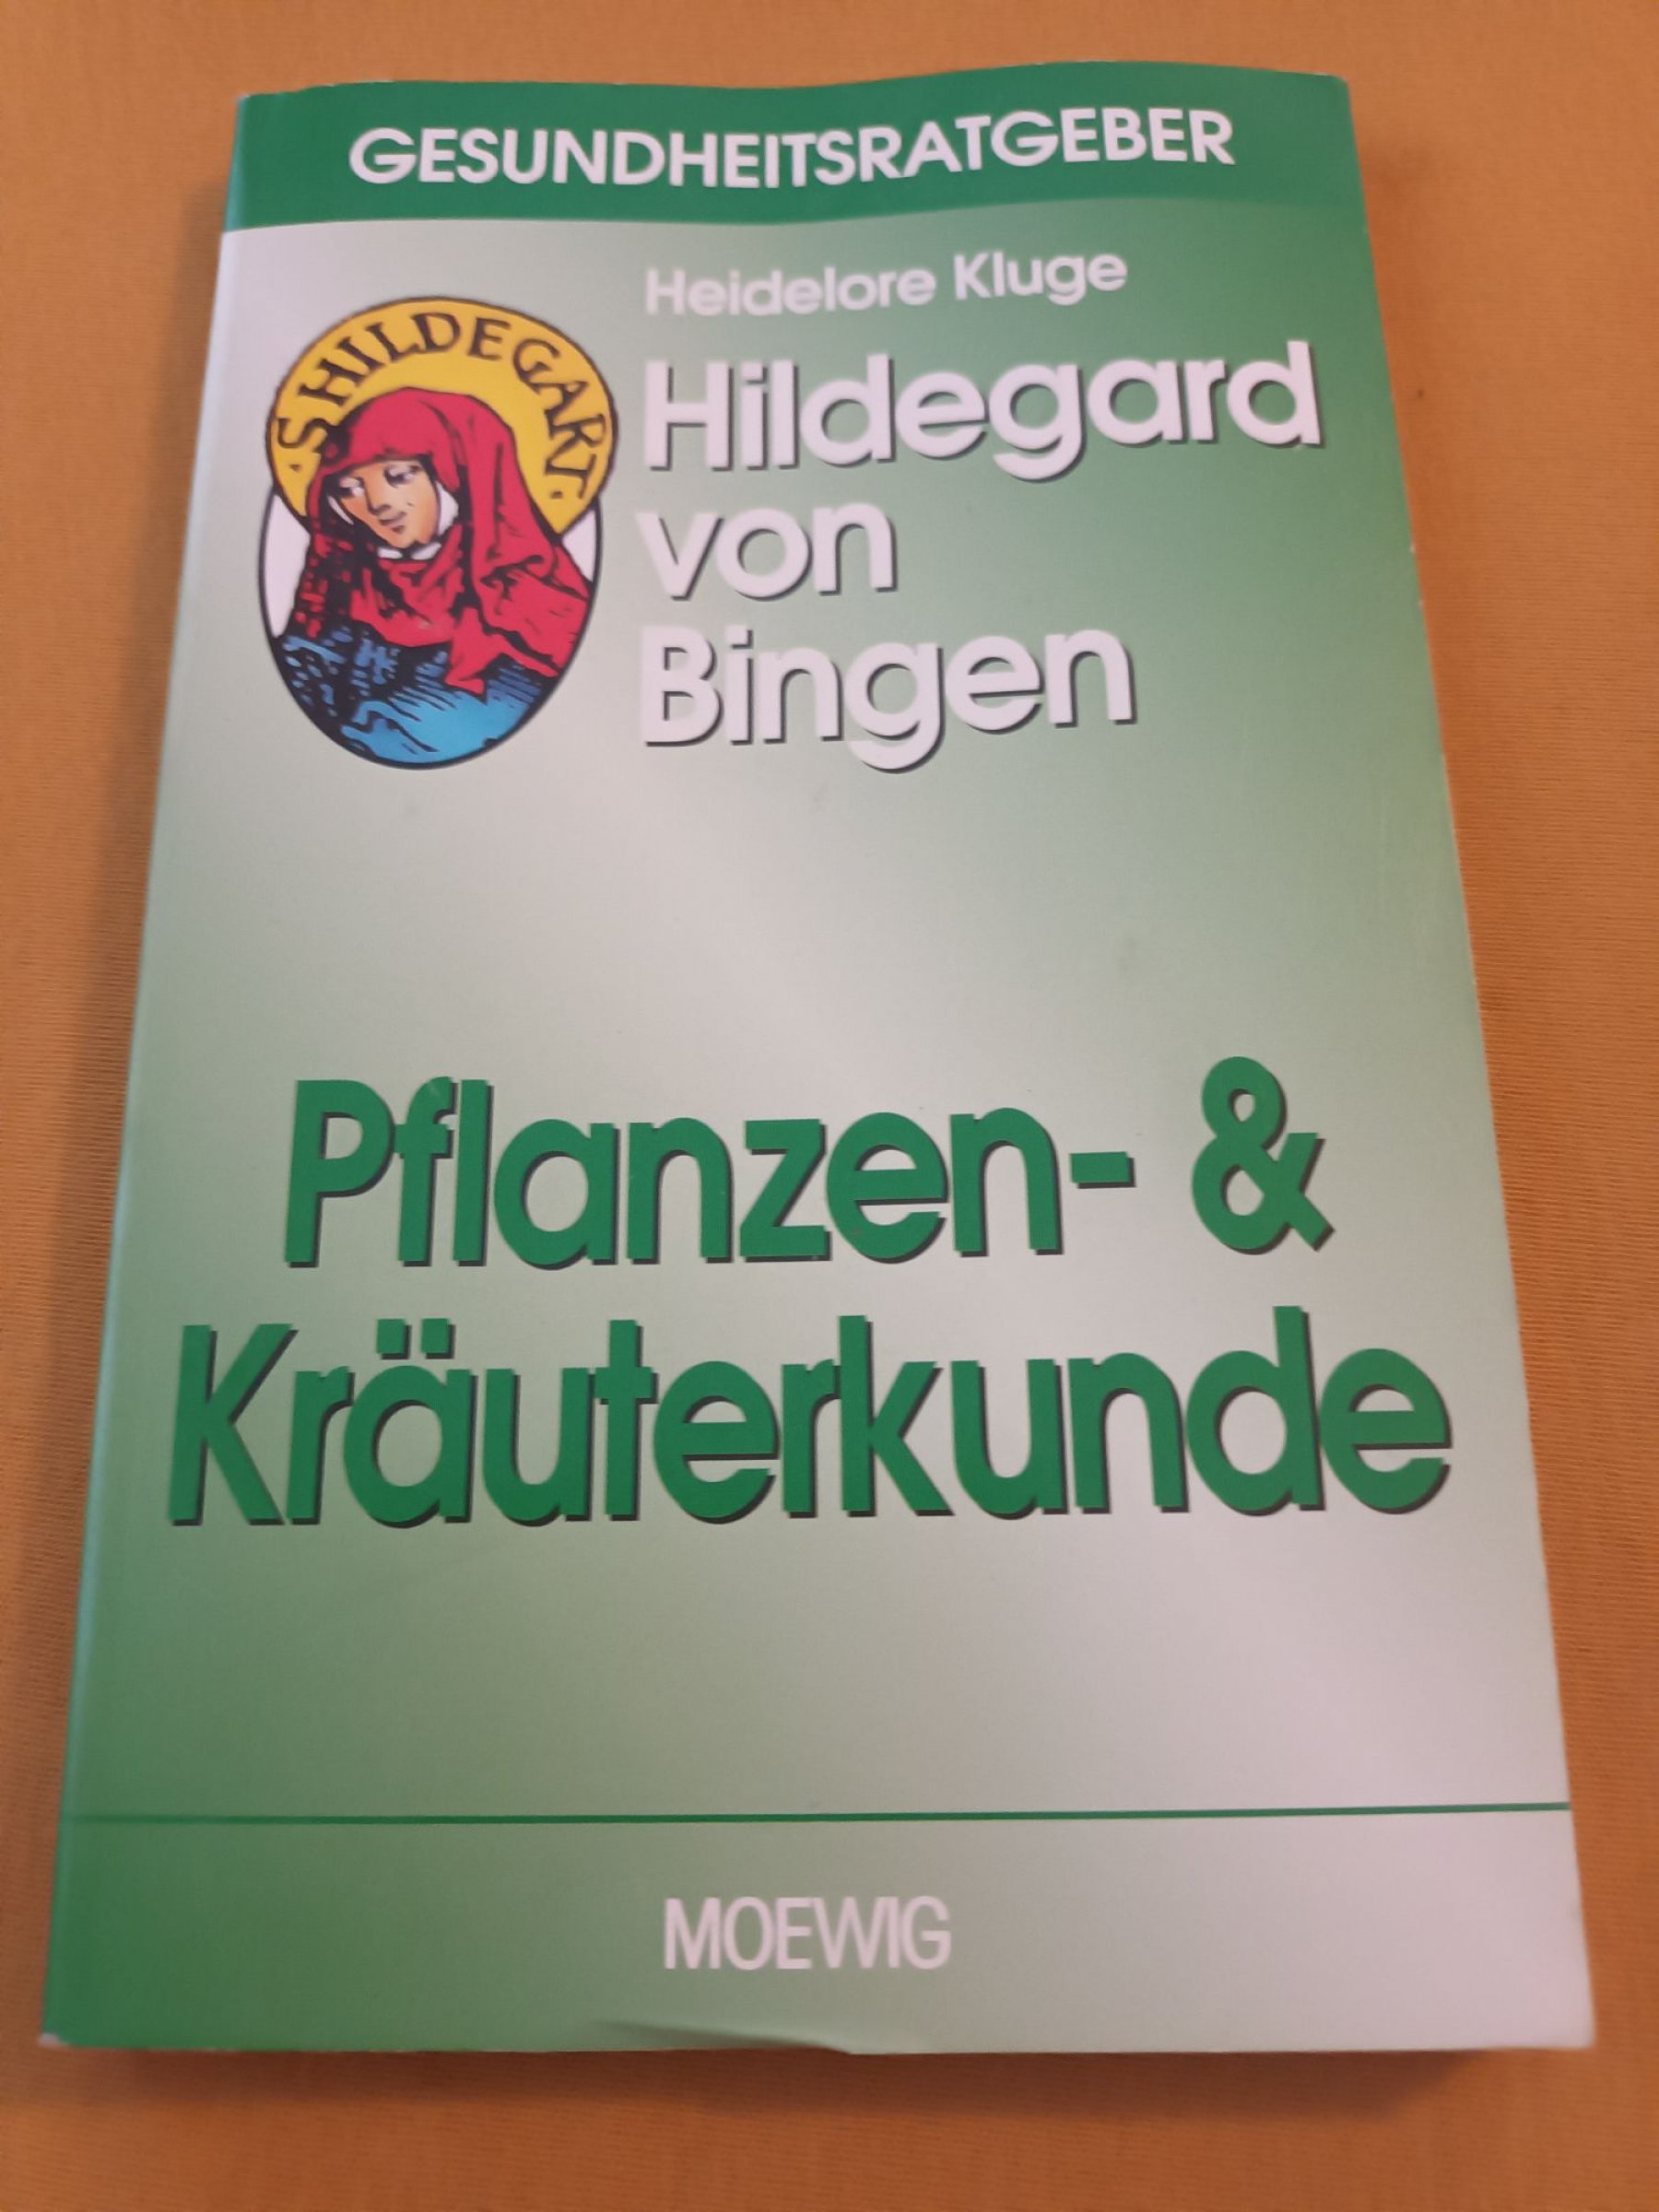 GESUNDHEITSRATGEBER
Heidelore Kluge
S HILDEGART
Hildegard
von
Bingen
Pflanzen- &
Kräuterkunde
MOEWIG